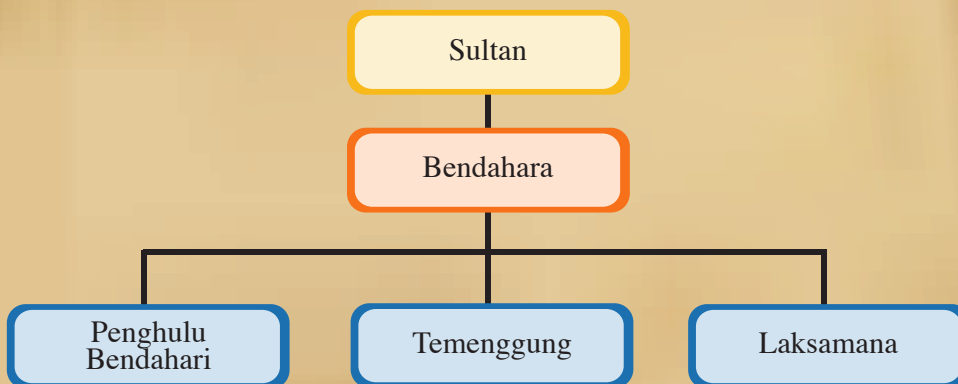 Sultan
Bendahara
Penghulu
Bendahari
Temenggung
Laksamana